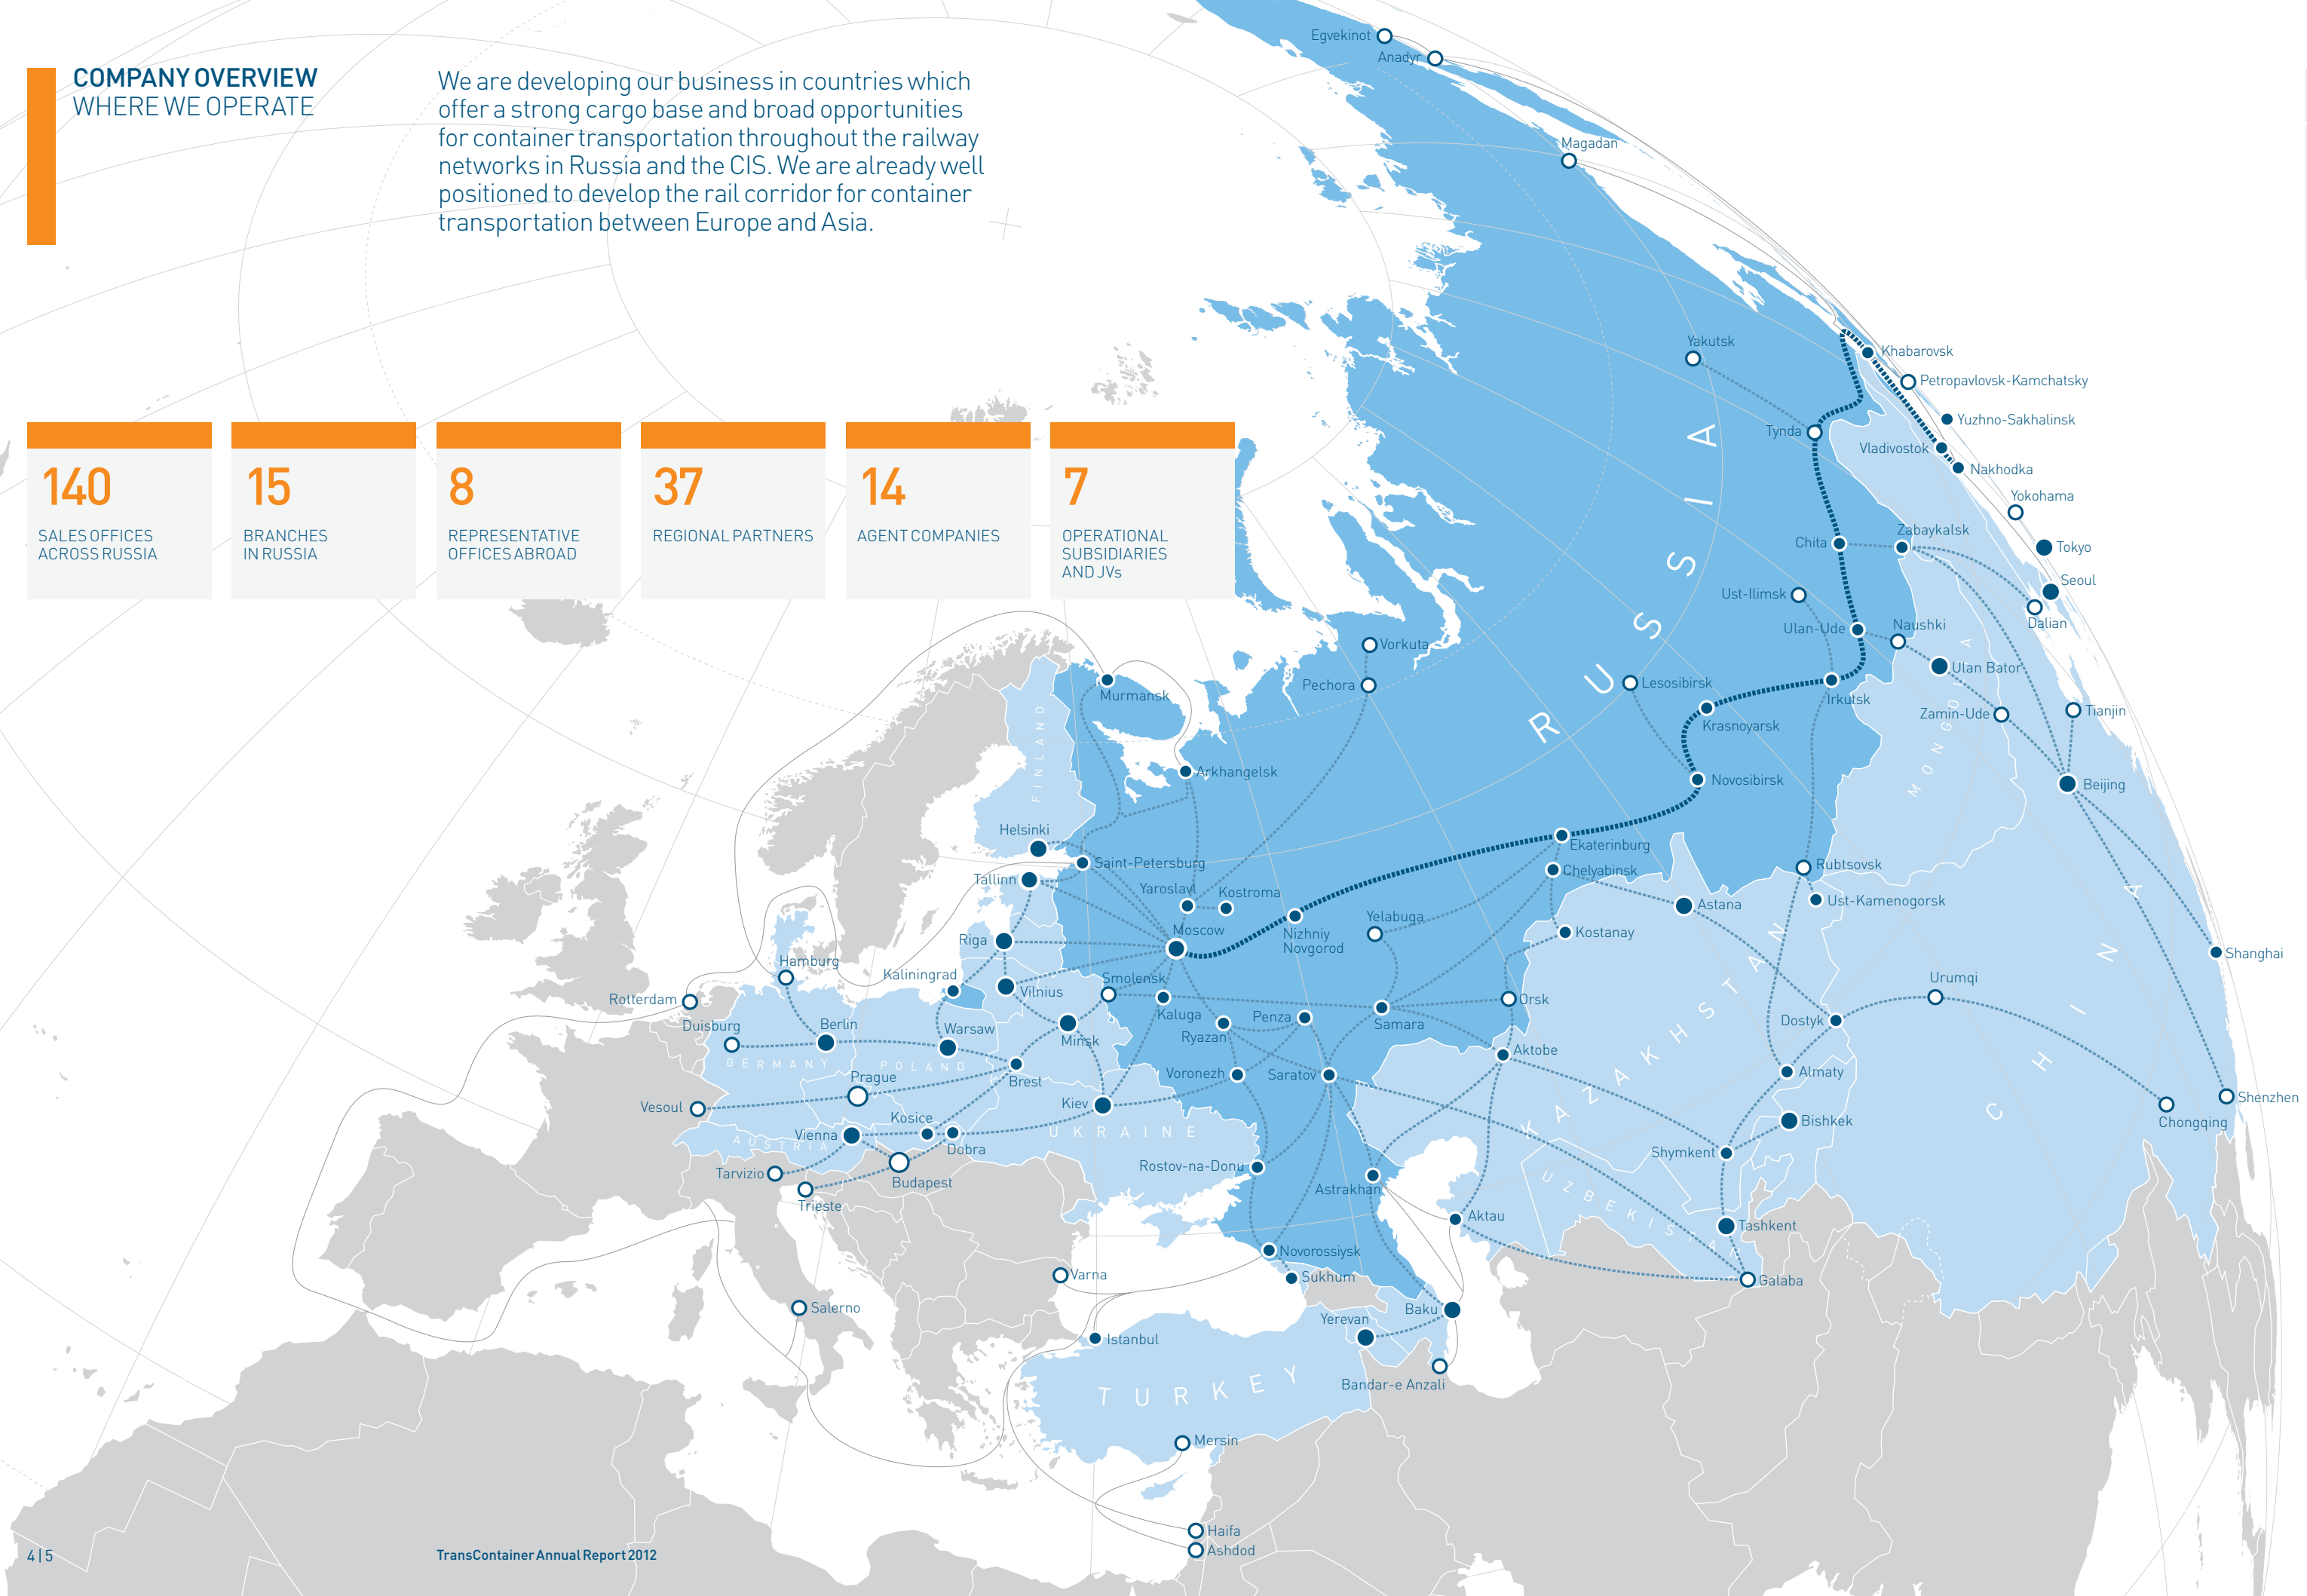 COMPANY OVERVIEW
WHERE WE OPERATE
We are developing our business in countries which
offer a strong cargo base and broad opportunities
for container transportation throughout the railway
networks in Russia and the CIS. We are already well
positioned to develop the rail corridor for container
transportation between Europe and Asia.
140
SALES OFFICES
ACROSS RUSSIA
15
BRANCHES
IN RUSSIA
8
REPRESENTATIVE
OFFICES ABROAD
37
REGIONAL PARTNERS
14
AGENT COMPANIES
7
OPERATIONAL
SUBSIDIARIES
AND JVs
Egvekinot
Anadyr
Magadan
Yakutsk
Khabarovsk
Petropavlovsk-Kamchatsky
Yuzhno-Sakhalinsk
Tynda
Vladivostok
Nakhodka
Yokohama
Zabaykalsk
Chita
Tokyo
Seoul
Ust-Ilimsk
Dalian
Ulan-Ude
Naushki
Ulan Bator
RUSSIA
Vorkuta
Pechora
Lesosibirsk
Irkutsk
Krasnoyarsk
Zamin-Ude
Tianjin
MONGOLIA
Murmansk
FINLAND
Arkhangelsk
Novosibirsk
Beijing
Helsinki
Ekaterinburg
Saint-Petersburg
Chelyabinsk
Rubtsovsk
Tallinn
Yaroslavl
Kostroma
Ust-Kamenogorsk
Astana
Yelabuga
Moscow
Nizhniy
Novgorod
Kostanay
Riga
Shanghai
Hamburg
Kaliningrad
Smolensk
Vilnius
Urumqi
Rotterdam
Orsk
Kaluga
Penza
Samara
Dostyk
Duisburg
Berlin
Warsaw
Minsk
Ryazan
Aktobe
KAZAKHSTAN
CHINA
GERMANY
POLAND
Prague
Brest
Voronezh
Saratov
Almaty
Vesoul
Kosice
Kiev
Shenzhen
Chongqing
Bishkek
AUSTRIA
Vienna
Dobra
UKRAINE
Shymkent
Tarvizio
Budapest
Rostov-na-Donu
Astrakhan
UZBEKISTAN
Trieste
Aktau
Tashkent
Novorossiysk
Varna
Sukhum
Galaba
Salerno
Baku
Yerevan
Istanbul
Bandar-e Anzali
TURKEY
Mersin
Haifa
Ashdod
4 | 5
TransContainer Annual Report 2012